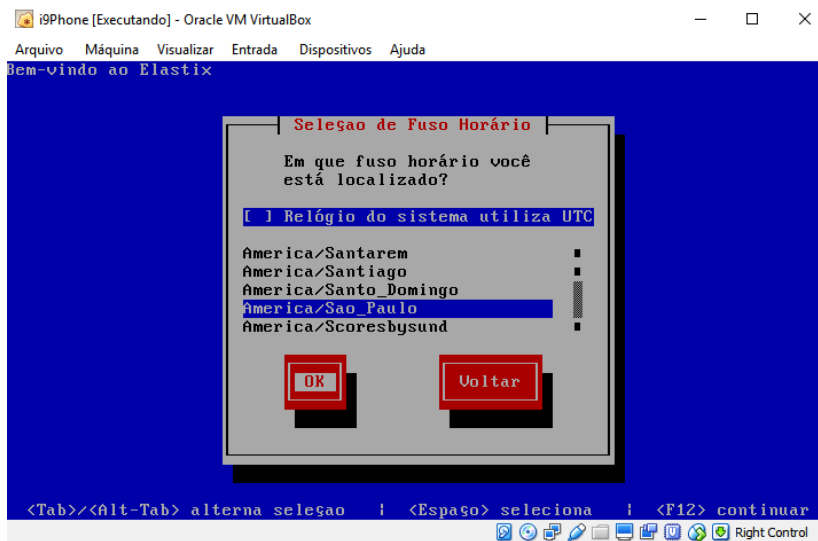 i9Phone [Executando] - Oracle VM VirtualBox
Arquivo Máquina Visualizar Entrada Dispositivos Ajuda
Bem-vindo ao Elastix
Seleçao de Fuso Horário
Em que fuso horário você
está localizado?
[ ] Relógio do sistema utiliza UTC
America/Santarem
America/Santiago
America/Santo_Domingo
America/Sao_Paulo
America/Scoresbysund
OK Voltar
<Tab>/<Alt-Tab> alterna seleçao | <Espaço> seleciona | <F12> continuar
Right Control